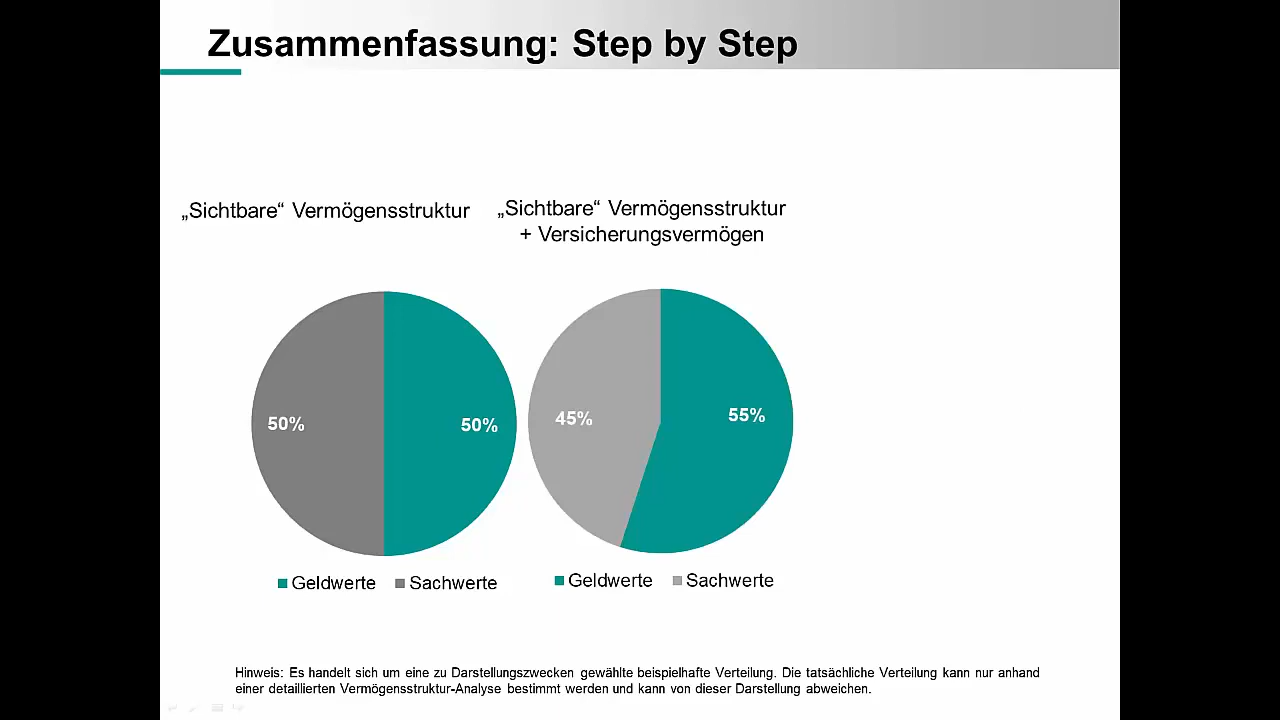 Zusammenfassung: Step by Step
„Sichtbare“ Vermögensstruktur
„Sichtbare“ Vermögensstruktur
+ Versicherungsvermögen
50%
50%
45%
55%
Geldwerte Sachwerte
Geldwerte Sachwerte
Hinweis: Es handelt sich um eine zu Darstellungszwecken gewählte beispielhafte Verteilung. Die tatsächliche Verteilung kann nur anhand
einer detaillierten Vermögensstruktur-Analyse bestimmt werden und kann von dieser Darstellung abweichen.